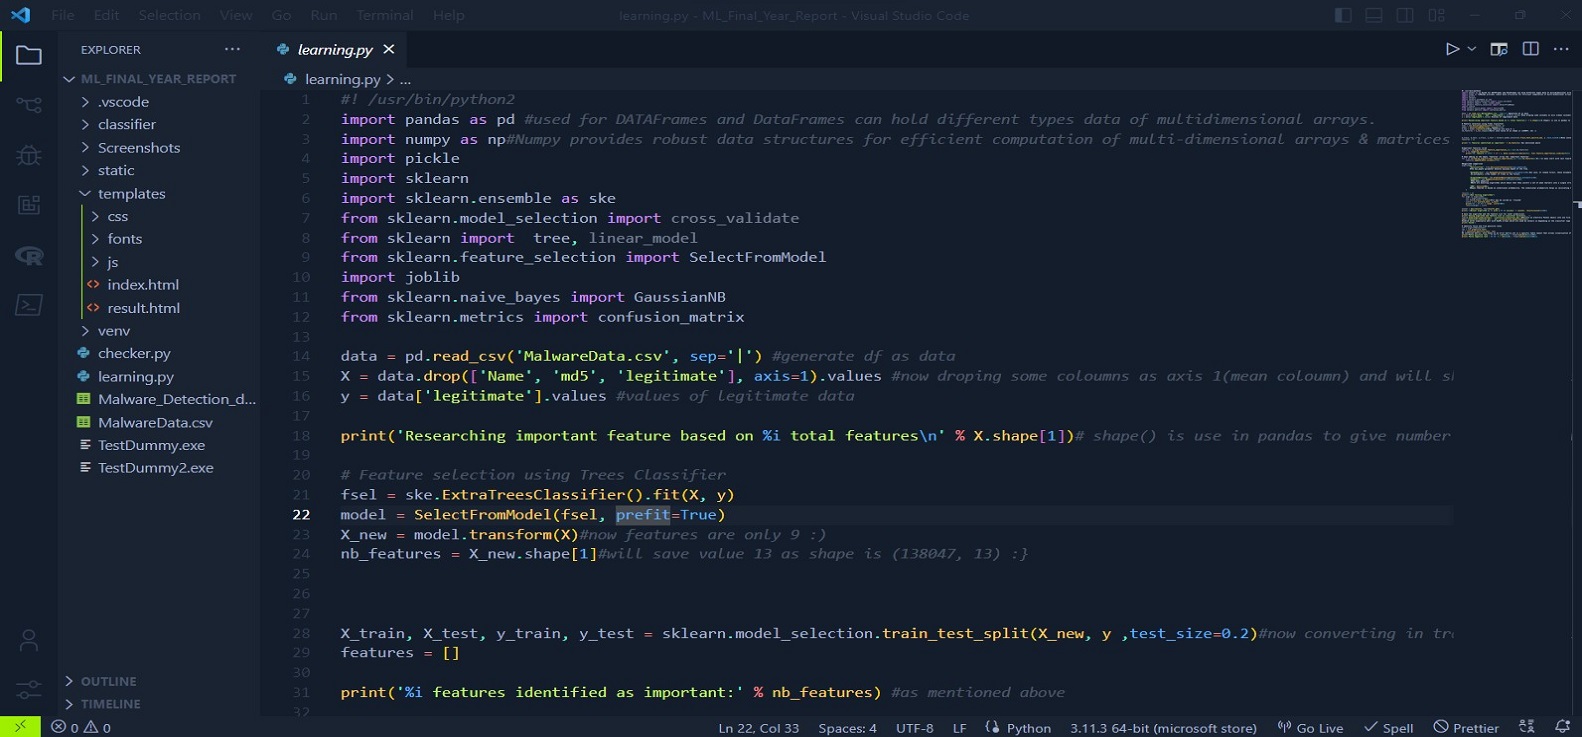 File Edit Selection View Go Run Terminal Help
learning.py - ML_Final_Year_Report - Visual Studio Code
EXPLORER
ML_FINAL_YEAR_REPORT
.vscode
classifier
Screenshots
static
templates
css
fonts
js
index.html
result.html
venv
checker.py
learning.py
Malware_Detection_d...
MalwareData.csv
TestDummy.exe
TestDummy2.exe
OUTLINE
TIMELINE
learning.py
learning.py > ...
1 #! /usr/bin/python2
2 import pandas as pd #used for DATAFrames and DataFrames can hold different types data of multidimensional arrays.
3 import numpy as np#Numpy provides robust data structures for efficient computation of multi-dimensional arrays & matrices
4 import pickle
5 import sklearn
6 import sklearn.ensemble as ske
7 from sklearn.model_selection import cross_validate
8 from sklearn import  tree, linear_model
9 from sklearn.feature_selection import SelectFromModel
10 import joblib
11 from sklearn.naive_bayes import GaussianNB
12 from sklearn.metrics import confusion_matrix
13
14 data = pd.read_csv('MalwareData.csv', sep='|') #generate df as data
15 X = data.drop(['Name', 'md5', 'legitimate'], axis=1).values #now droping some coloumns as axis 1(mean coloumn) and will
16 y = data['legitimate'].values #values of legitimate data
17
18 print('Researching important feature based on %i total features\n' % X.shape[1])# shape() is use in pandas to give number
19
20 # Feature selection using Trees Classifier
21 fsel = ske.ExtraTreesClassifier().fit(X, y)
22 model = SelectFromModel(fsel, prefit=True)
23 X_new = model.transform(X)#now features are only 9 :)
24 nb_features = X_new.shape[1]#will save value 13 as shape is (138047, 13) :}
25
26
27
28 X_train, X_test, y_train, y_test = sklearn.model_selection.train_test_split(X_new, y ,test_size=0.2)#now converting in
29 features = []
30
31 print('%i features identified as important:' % nb_features) #as mentioned above
32
0 0 Ln 22, Col 33 Spaces: 4 UTF-8 LF Python 3.11.3 64-bit (microsoft store) Go Live Spell Prettier